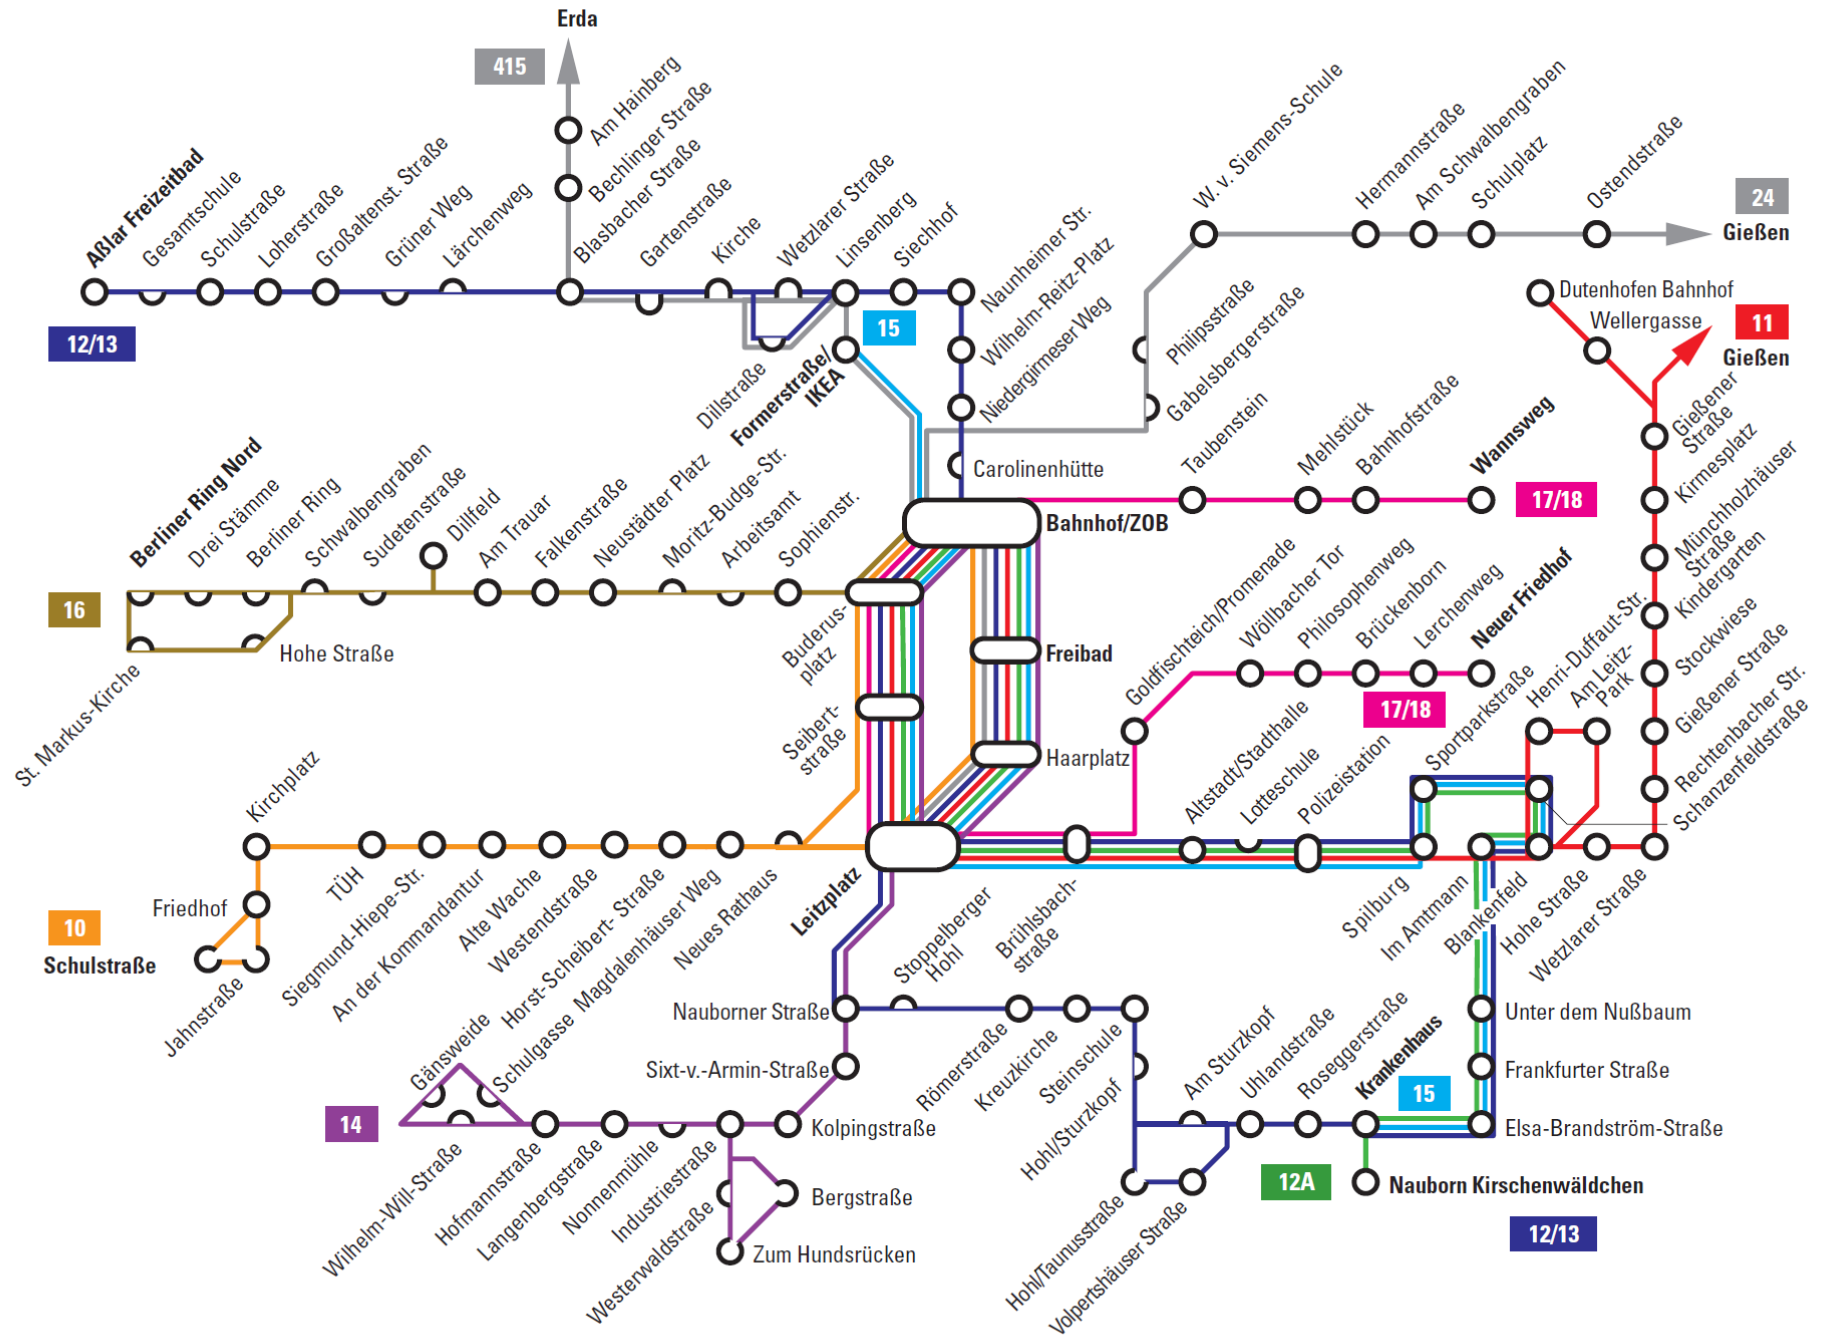 Erda
415
Am Hainberg
Bechlinger Straße
Blasbacher Straße
Aßlar Freizeitbad
Gesamtschule
Schulstraße
Loherstraße
Großaltenst. Straße
Grüner Weg
Lärchenweg
Gartenstraße
Kirche
Wetzlarer Straße
Linsenberg
Siechhof
Naunheimer Str.
Wilhelm-Reitz-Platz
Niedergirmeser Weg
Carolinenhütte
12/13
15
Dillstraße
Formerstraße/
IKEA
W. v. Siemens-Schule
Hermannstraße
Am Schwalbengraben
Schulplatz
Ostendstraße
24
Gießen
Philipsstraße
Gabelsbergerstraße
Dutenhofen Bahnhof
Wellergasse
11
Gießen
Gießener
Straße
Kirmesplatz
Münchholzhäuser
Straße
Kindergarten
Stockwiese
Gießener Straße
Rechtenbacher Str.
Schanzenfeldstraße
Taubenstein
Mehlstück
Bahnhofstraße
Wannsweg
17/18
Bahnhof/ZOB
Berliner Ring Nord
Drei Stämme
Berliner Ring
Schwalbengraben
Sudetenstraße
Dillfeld
Am Trauar
Falkenstraße
Neustädter Platz
Moritz-Budge-Str.
Arbeitsamt
Sophienstr.
16
Hohe Straße
St. Markus-Kirche
Buderus-
platz
Freibad
Seibert-
straße
Haarplatz
Goldfischteich/Promenade
Wöllbacher Tor
Philosophenweg
Brückenborn
Lerchenweg
Neuer Friedhof
17/18
Altstadt/Stadthalle
Lotteschule
Polizeistation
Sportparkstraße
Henri-Duffaut-Str.
Am Leitz-
Park
Kirchplatz
TÜH
Siegmund-Hiepe-Str.
An der Kommandantur
Alte Wache
Westendstraße
Horst-Scheibert- Straße
Magdalenhäuser Weg
Neues Rathaus
Leitzplatz
Friedhof
10
Schulstraße
Jahnstraße
Stoppelberger
Hohl
Brühlsbach-
straße
Spilburg
Im Amtmann
Blankenfeld
Hohe Straße
Wetzlarer Straße
Nauborner Straße
Sixt-v.-Armin-Straße
Kolpingstraße
Römerstraße
Kreuzkirche
Steinschule
Hohl/Sturzkopf
Am Sturzkopf
Uhlandstraße
Roseggerstraße
Krankenhaus
15
Unter dem Nußbaum
Frankfurter Straße
Elsa-Brandström-Straße
Gänsweide
Schulgasse
14
Wilhelm-Will-Straße
Hofmannstraße
Langenbergstraße
Nonnenmühle
Industriestraße
Westerwaldstraße
Bergstraße
Zum Hundsrücken
Hohl/Taunusstraße
Volpertshäuser Straße
12A
Nauborn Kirschenwäldchen
12/13